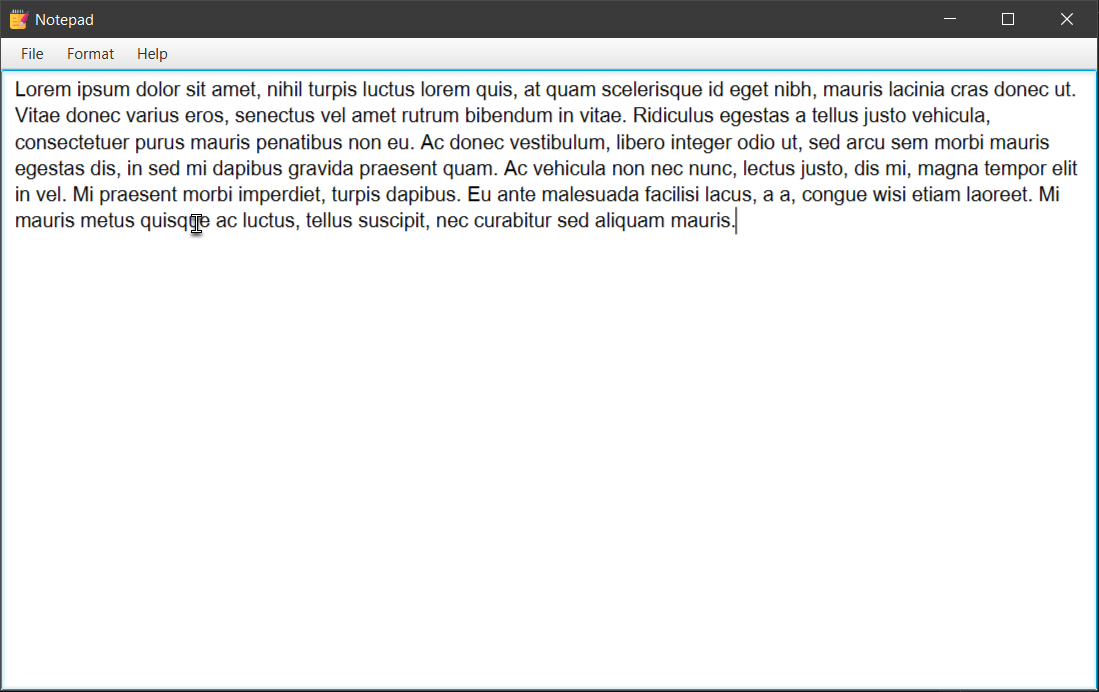 Notepad
File Format Help
Lorem ipsum dolor sit amet, nihil turpis luctus lorem quis, at quam scelerisque id eget nibh, mauris lacinia cras donec ut.
Vitae donec varius eros, senectus vel amet rutrum bibendum in vitae. Ridiculus egestas a tellus justo vehicula,
consectetuer purus mauris penatibus non eu. Ac donec vestibulum, libero integer odio ut, sed arcu sem morbi mauris
egestas dis, in sed mi dapibus gravida praesent quam. Ac vehicula non nec nunc, lectus justo, dis mi, magna tempor elit
in vel. Mi praesent morbi imperdiet, turpis dapibus. Eu ante malesuada facilisi lacus, a a, congue wisi etiam laoreet. Mi
mauris metus quisque ac luctus, tellus suscipit, nec curabitur sed aliquam mauris.